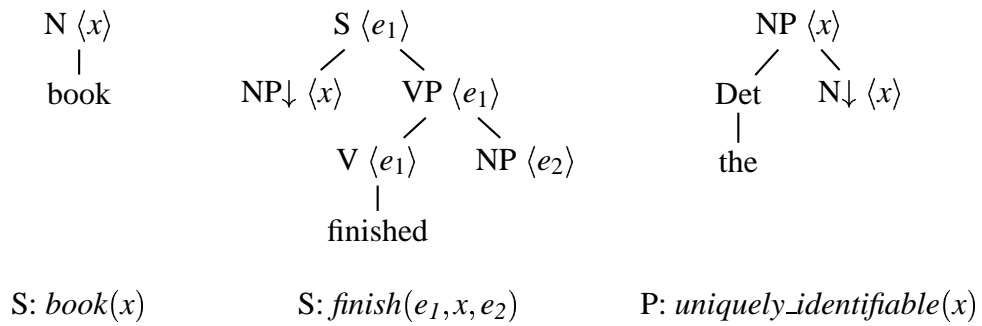 N ⟨x⟩ S ⟨e₁⟩ NP ⟨x⟩
book NP↓ ⟨x⟩ VP ⟨e₁⟩ Det N↓ ⟨x⟩
V ⟨e₁⟩ NP ⟨e₂⟩ the
finished
S: book(x) S: finish(e₁,x,e₂) P: uniquely_identifiable(x)